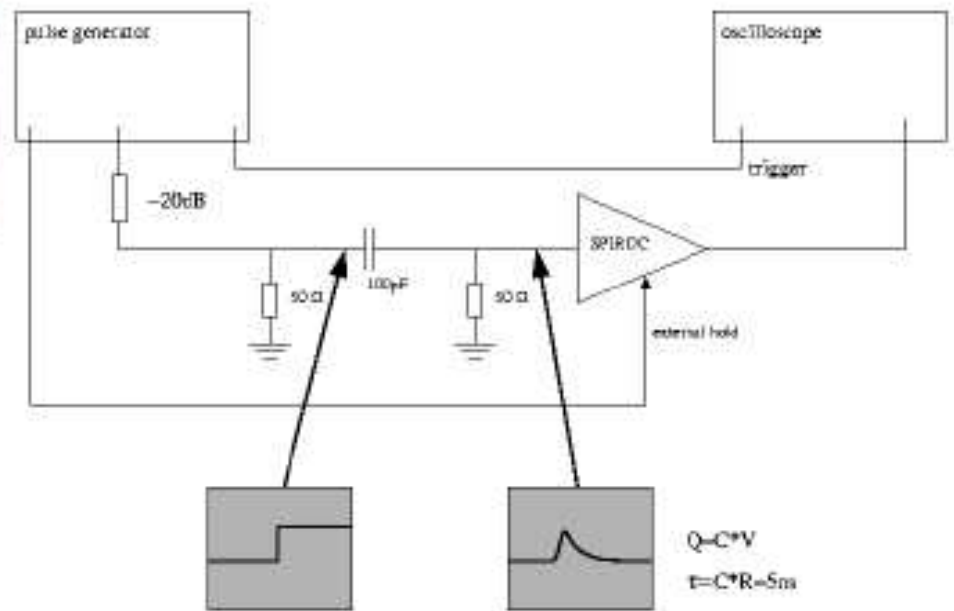 pulse generator
oscilloscope
trigger
−20dB
SPIROC
100pF
50 Ω
50 Ω
external hold
Q=C*V
τ=C*R=5ns